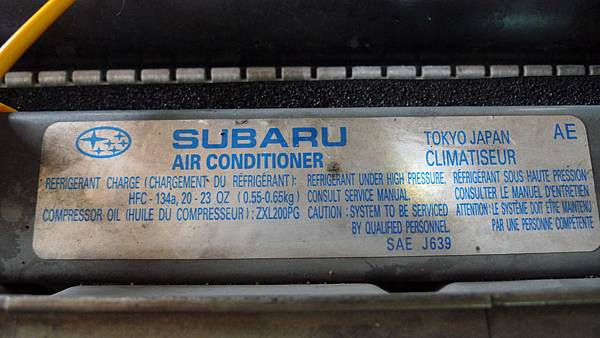 SUBARU TOKYO JAPAN AE
AIR CONDITIONER CLIMATISEUR
REFRIGERANT CHARGE (CHARGEMENT DU RÉFRIGÉRANT):
HFC - 134a, 20 - 23 OZ (0.55-0.65kg)
COMPRESSOR OIL (HUILE DU COMPRESSEUR): ZXL200PG
REFRIGERANT UNDER HIGH PRESSURE.
CONSULT SERVICE MANUAL.
CAUTION : SYSTEM TO BE SERVICED
BY QUALIFIED PERSONNEL.
SAE J639
RÉFRIGÉRANT SOUS HAUTE PRESSION
CONSULTER LE MANUEL D'ENTRETIEN
ATTENTION: LE SYSTÈME DOIT ÊTRE MAINTENU
PAR UNE PERSONNE COMPÉTENTE